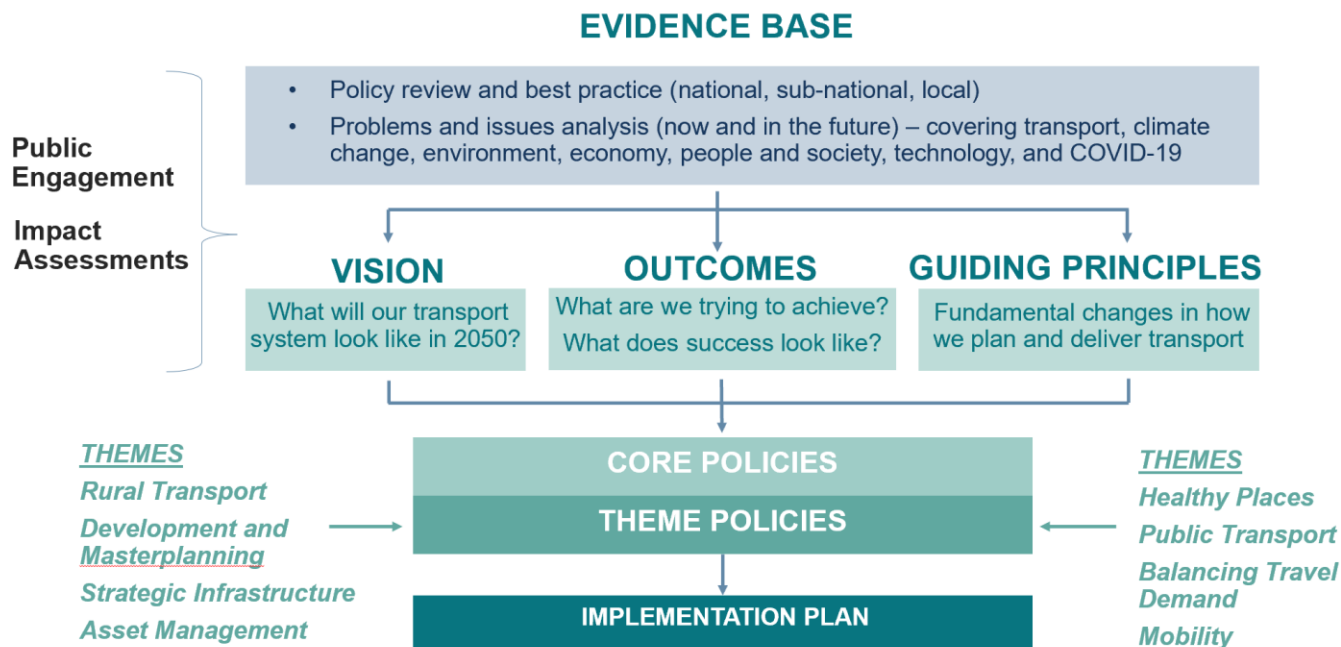 EVIDENCE BASE
• Policy review and best practice (national, sub-national, local)
• Problems and issues analysis (now and in the future) – covering transport, climate
change, environment, economy, people and society, technology, and COVID-19
Public
Engagement
Impact
Assessments
VISION
What will our transport
system look like in 2050?
OUTCOMES
What are we trying to achieve?
What does success look like?
GUIDING PRINCIPLES
Fundamental changes in how
we plan and deliver transport
THEMES
Rural Transport
Development and
Masterplanning
Strategic Infrastructure
Asset Management
CORE POLICIES
THEME POLICIES
IMPLEMENTATION PLAN
THEMES
Healthy Places
Public Transport
Balancing Travel
Demand
Mobility